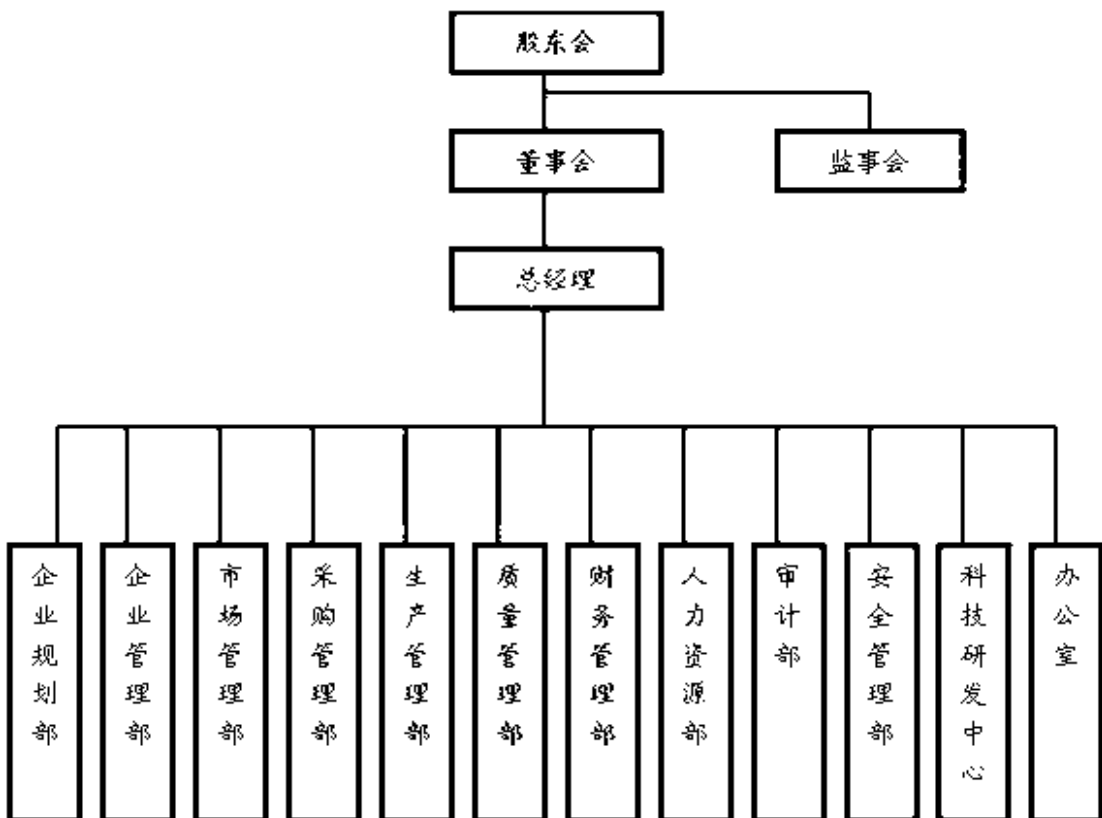 股东会
董事会
监事会
总经理
企业规划部
企业管理部
市场管理部
采购管理部
生产管理部
质量管理部
财务管理部
人力资源部
审计部
安全管理部
科技研发中心
办公室